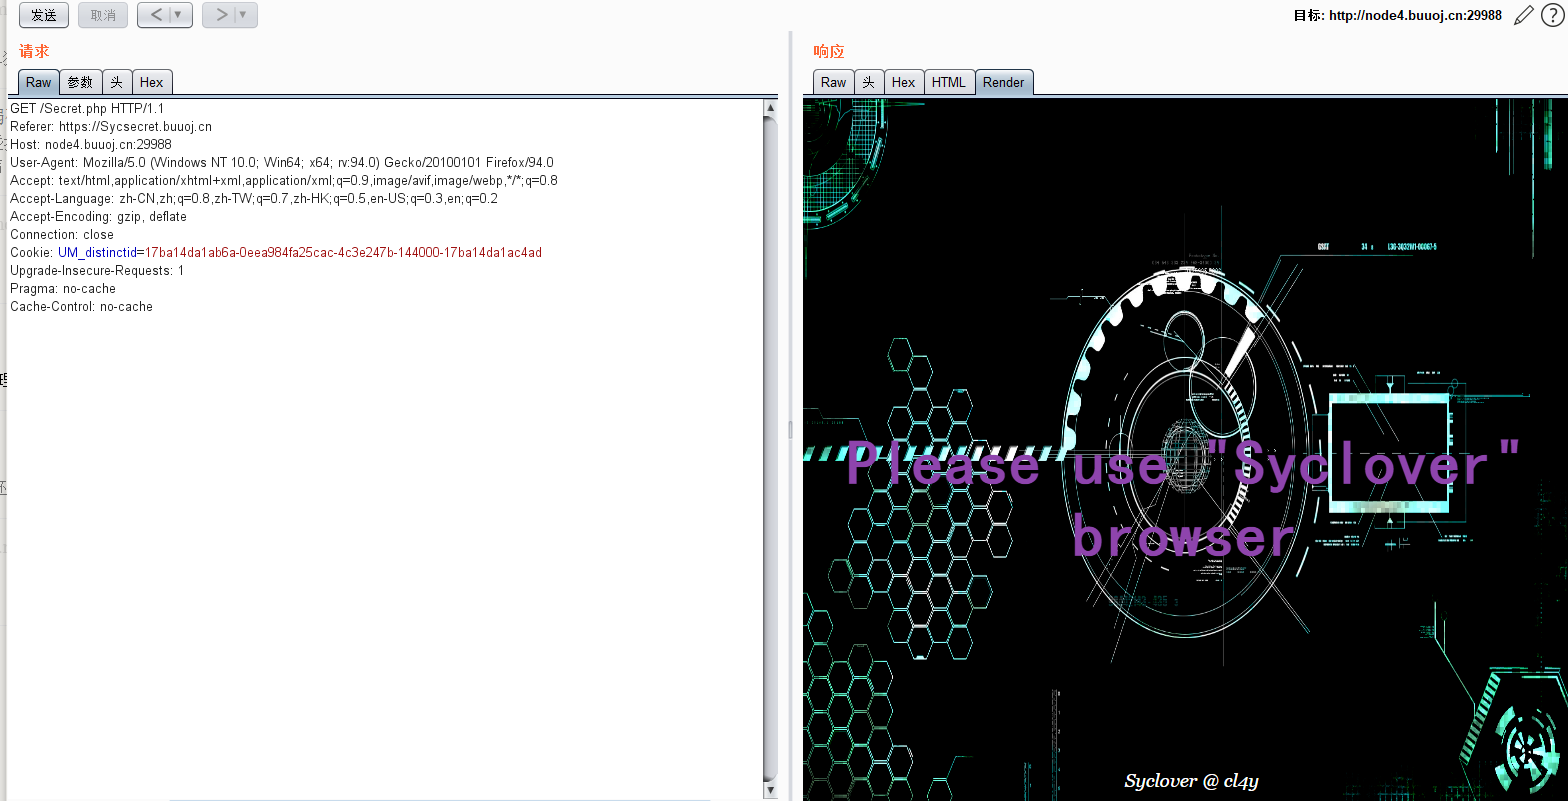 发送
取消
< | ▼
> | ▼
目标: http://node4.buuoj.cn:29988
请求
Raw 参数 头 Hex
GET /Secret.php HTTP/1.1
Referer: https://Sycsecret.buuoj.cn
Host: node4.buuoj.cn:29988
User-Agent: Mozilla/5.0 (Windows NT 10.0; Win64; x64; rv:94.0) Gecko/20100101 Firefox/94.0
Accept: text/html,application/xhtml+xml,application/xml;q=0.9,image/avif,image/webp,*/*;q=0.8
Accept-Language: zh-CN,zh;q=0.8,zh-TW;q=0.7,zh-HK;q=0.5,en-US;q=0.3,en;q=0.2
Accept-Encoding: gzip, deflate
Connection: close
Cookie: UM_distinctid=17ba14da1ab6a-0eea984fa25cac-4c3e247b-144000-17ba14da1ac4ad
Upgrade-Insecure-Requests: 1
Pragma: no-cache
Cache-Control: no-cache
响应
Raw 头 Hex HTML Render
Please use "Syclover"
browser
Syclover @ cl4y